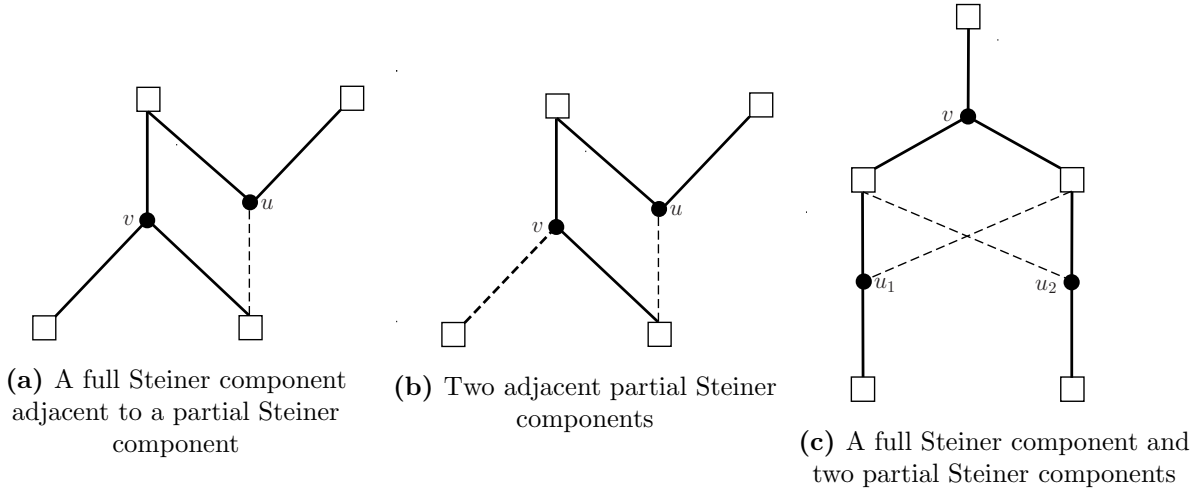 v
u
(a) A full Steiner component
adjacent to a partial Steiner
component
v
u
(b) Two adjacent partial Steiner
components
v
u1
u2
(c) A full Steiner component and
two partial Steiner components